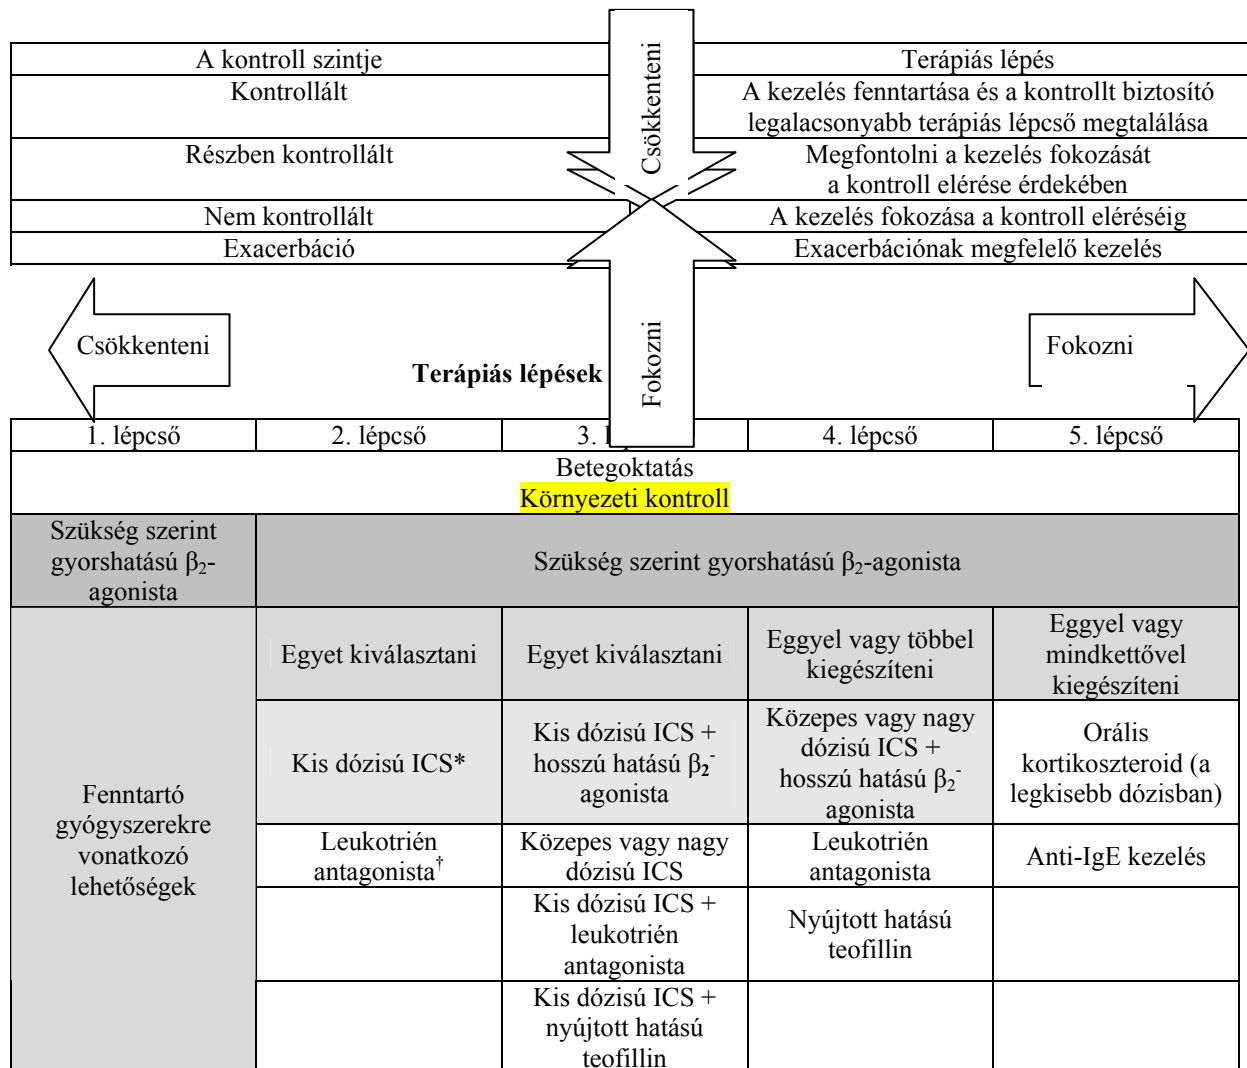 A kontroll szintje
Terápiás lépés
Kontrollált
A kezelés fenntartása és a kontrollt biztosító
legalacsonyabb terápiás lépcső megtalálása
Részben kontrollált
Megfontolni a kezelés fokozását
a kontroll elérése érdekében
Nem kontrollált
A kezelés fokozása a kontroll eléréséig
Exacerbáció
Exacerbációnak megfelelő kezelés
Csökkenteni
Fokozni
Csökkenteni
Terápiás lépések
Fokozni
1. lépcső
2. lépcső
3.
4. lépcső
5. lépcső
Betegoktatás
Környezeti kontroll
Szükség szerint
gyorshatású β₂-
agonista
Szükség szerint gyorshatású β₂-agonista
Fenntartó
gyógyszerekre
vonatkozó
lehetőségek
Egyet kiválasztani
Egyet kiválasztani
Eggyel vagy többel
kiegészíteni
Eggyel vagy
mindkettővel
kiegészíteni
Kis dózisú ICS*
Kis dózisú ICS +
hosszú hatású β₂-
agonista
Közepes vagy nagy
dózisú ICS +
hosszú hatású β₂-
agonista
Orális
kortikoszteroid (a
legkisebb dózisban)
Leukotrién
antagonista†
Közepes vagy nagy
dózisú ICS
Leukotrién
antagonista
Anti-IgE kezelés
Kis dózisú ICS +
leukotrién
antagonista
Nyújtott hatású
teofillin
Kis dózisú ICS +
nyújtott hatású
teofillin